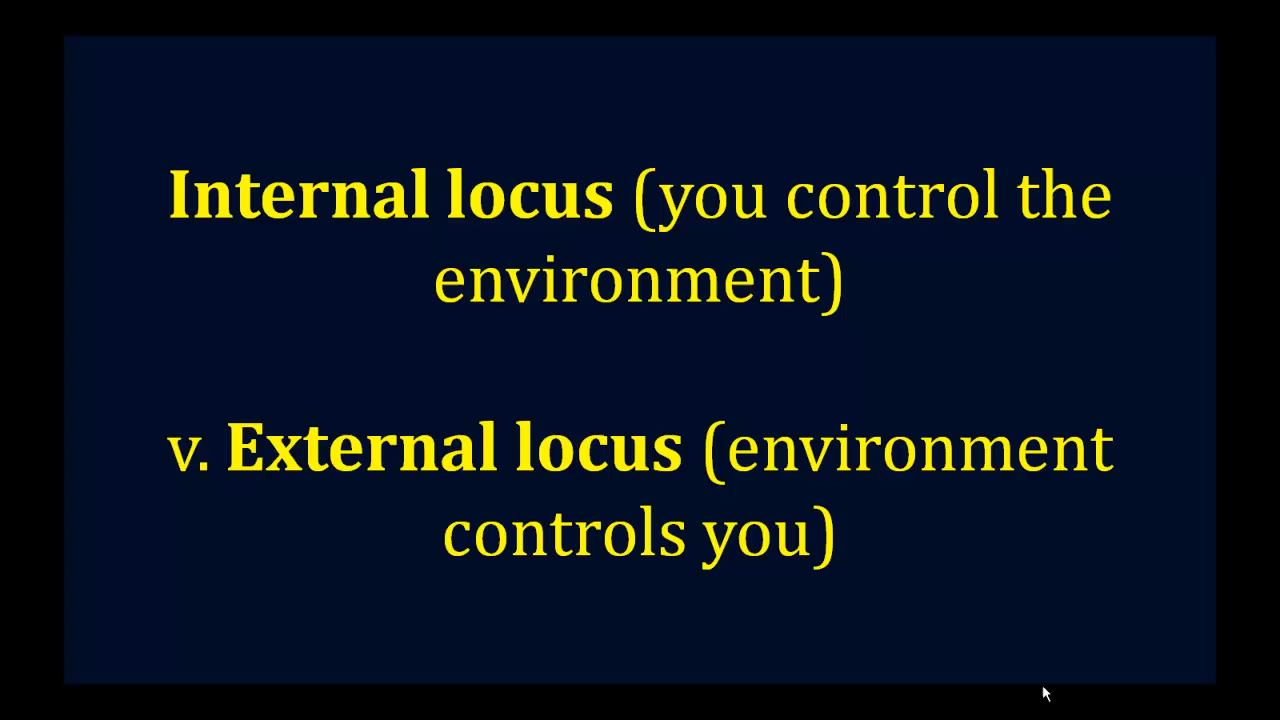 Internal locus (you control the
environment)
v. External locus (environment
controls you)